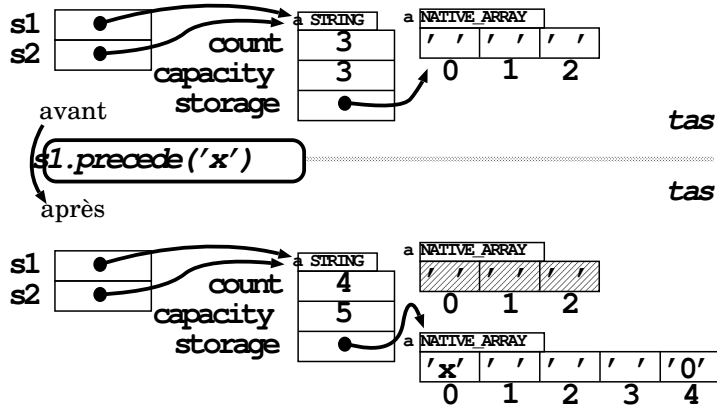 s1
s2
a STRING
count 3
capacity 3
storage
a NATIVE_ARRAY
' ' ' ' ' '
0 1 2
avant
tas
s1.precede('x')
tas
après
s1
s2
a STRING
count 4
capacity 5
storage
a NATIVE_ARRAY
' ' ' ' ' '
0 1 2
a NATIVE_ARRAY
'x' ' ' ' ' ' ' '0'
0 1 2 3 4